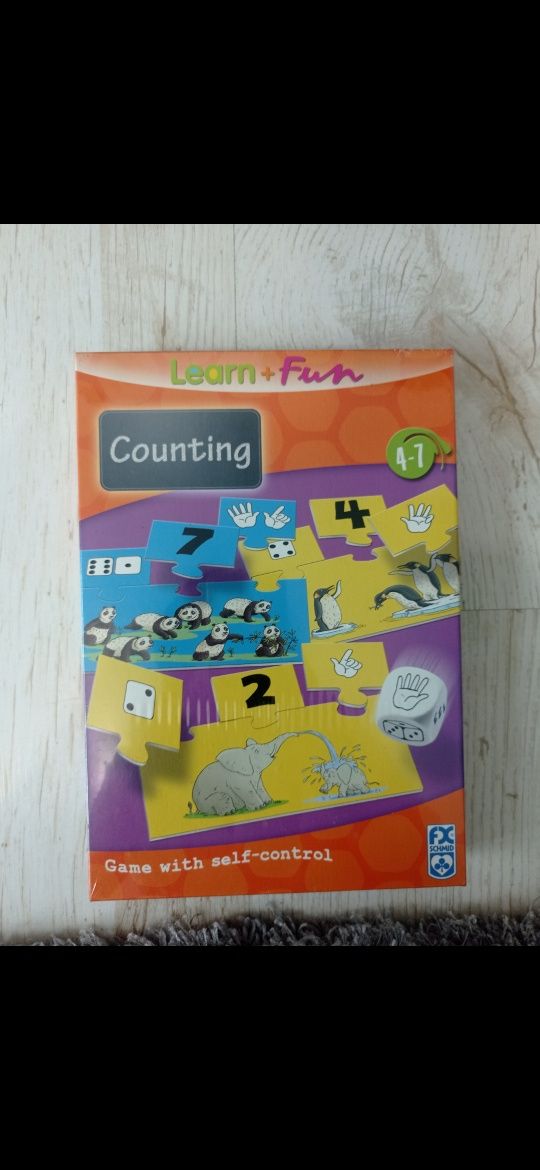 Learn + Fun
Counting
4-7
7
4
2
Game with self-control
FX
SCHMID